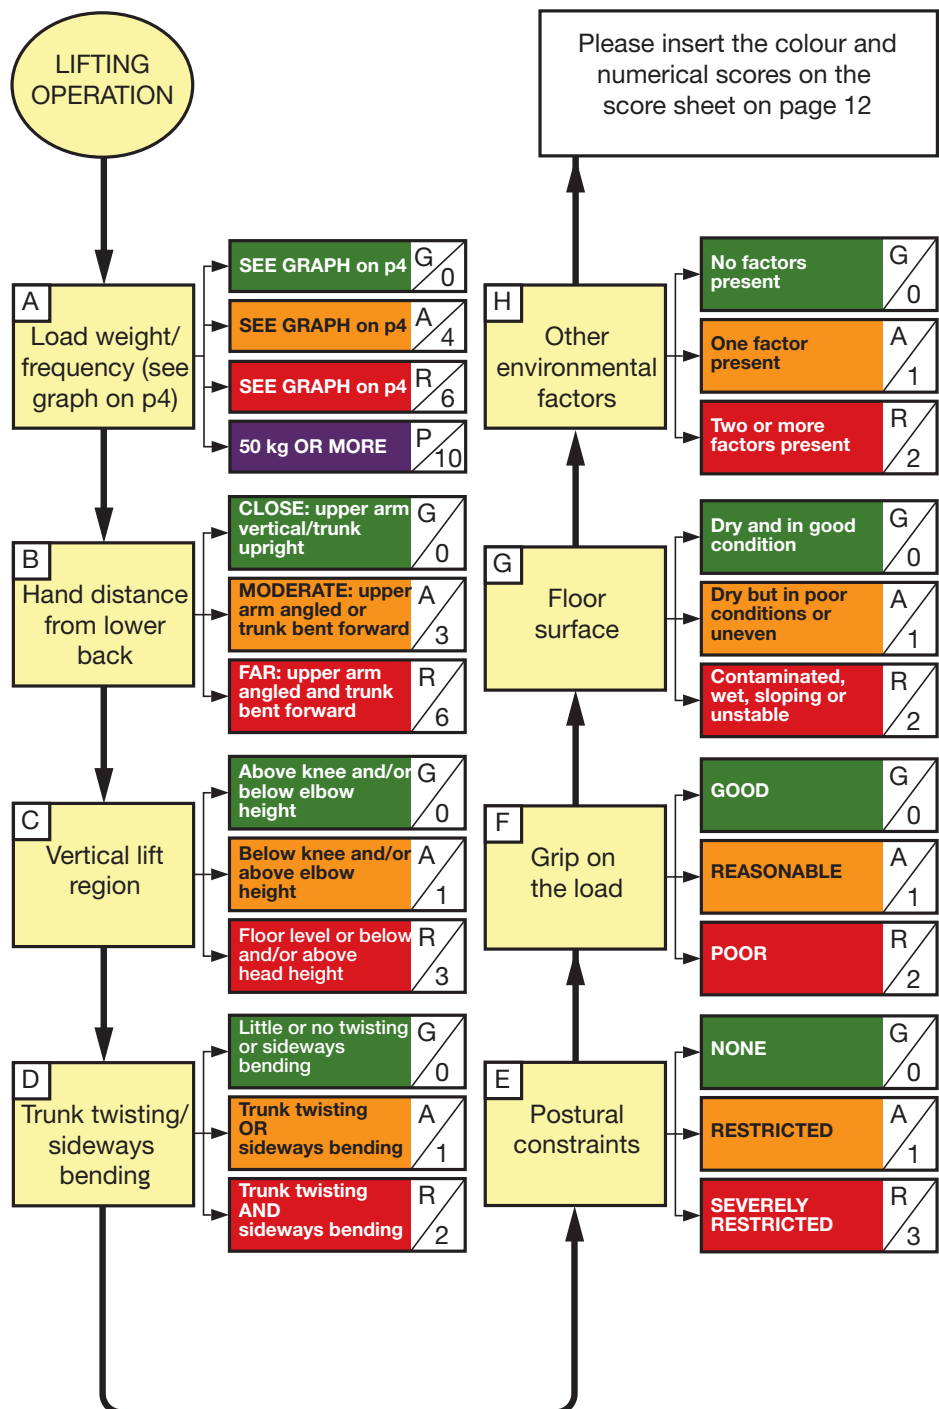 LIFTING
OPERATION
A
Load weight/
frequency (see
graph on p4)
SEE GRAPH on p4
G
0
SEE GRAPH on p4
A
4
SEE GRAPH on p4
R
6
50 kg OR MORE
P
10
B
Hand distance
from lower
back
CLOSE: upper arm
vertical/trunk
upright
G
0
MODERATE: upper
arm angled or
trunk bent forward
A
3
FAR: upper arm
angled and trunk
bent forward
R
6
C
Vertical lift
region
Above knee and/or
below elbow
height
G
0
Below knee and/or
above elbow
height
A
1
Floor level or below
and/or above
head height
R
3
D
Trunk twisting/
sideways
bending
Little or no twisting
or sideways
bending
G
0
Trunk twisting
OR
sideways bending
A
1
Trunk twisting
AND
sideways bending
R
2
E
Postural
constraints
NONE
G
0
RESTRICTED
A
1
SEVERELY
RESTRICTED
R
3
F
Grip on
the load
GOOD
G
0
REASONABLE
A
1
POOR
R
2
G
Floor
surface
Dry and in good
condition
G
0
Dry but in poor
conditions or
uneven
A
1
Contaminated,
wet, sloping or
unstable
R
2
H
Other
environmental
factors
No factors
present
G
0
One factor
present
A
1
Two or more
factors present
R
2
Please insert the colour and
numerical scores on the
score sheet on page 12